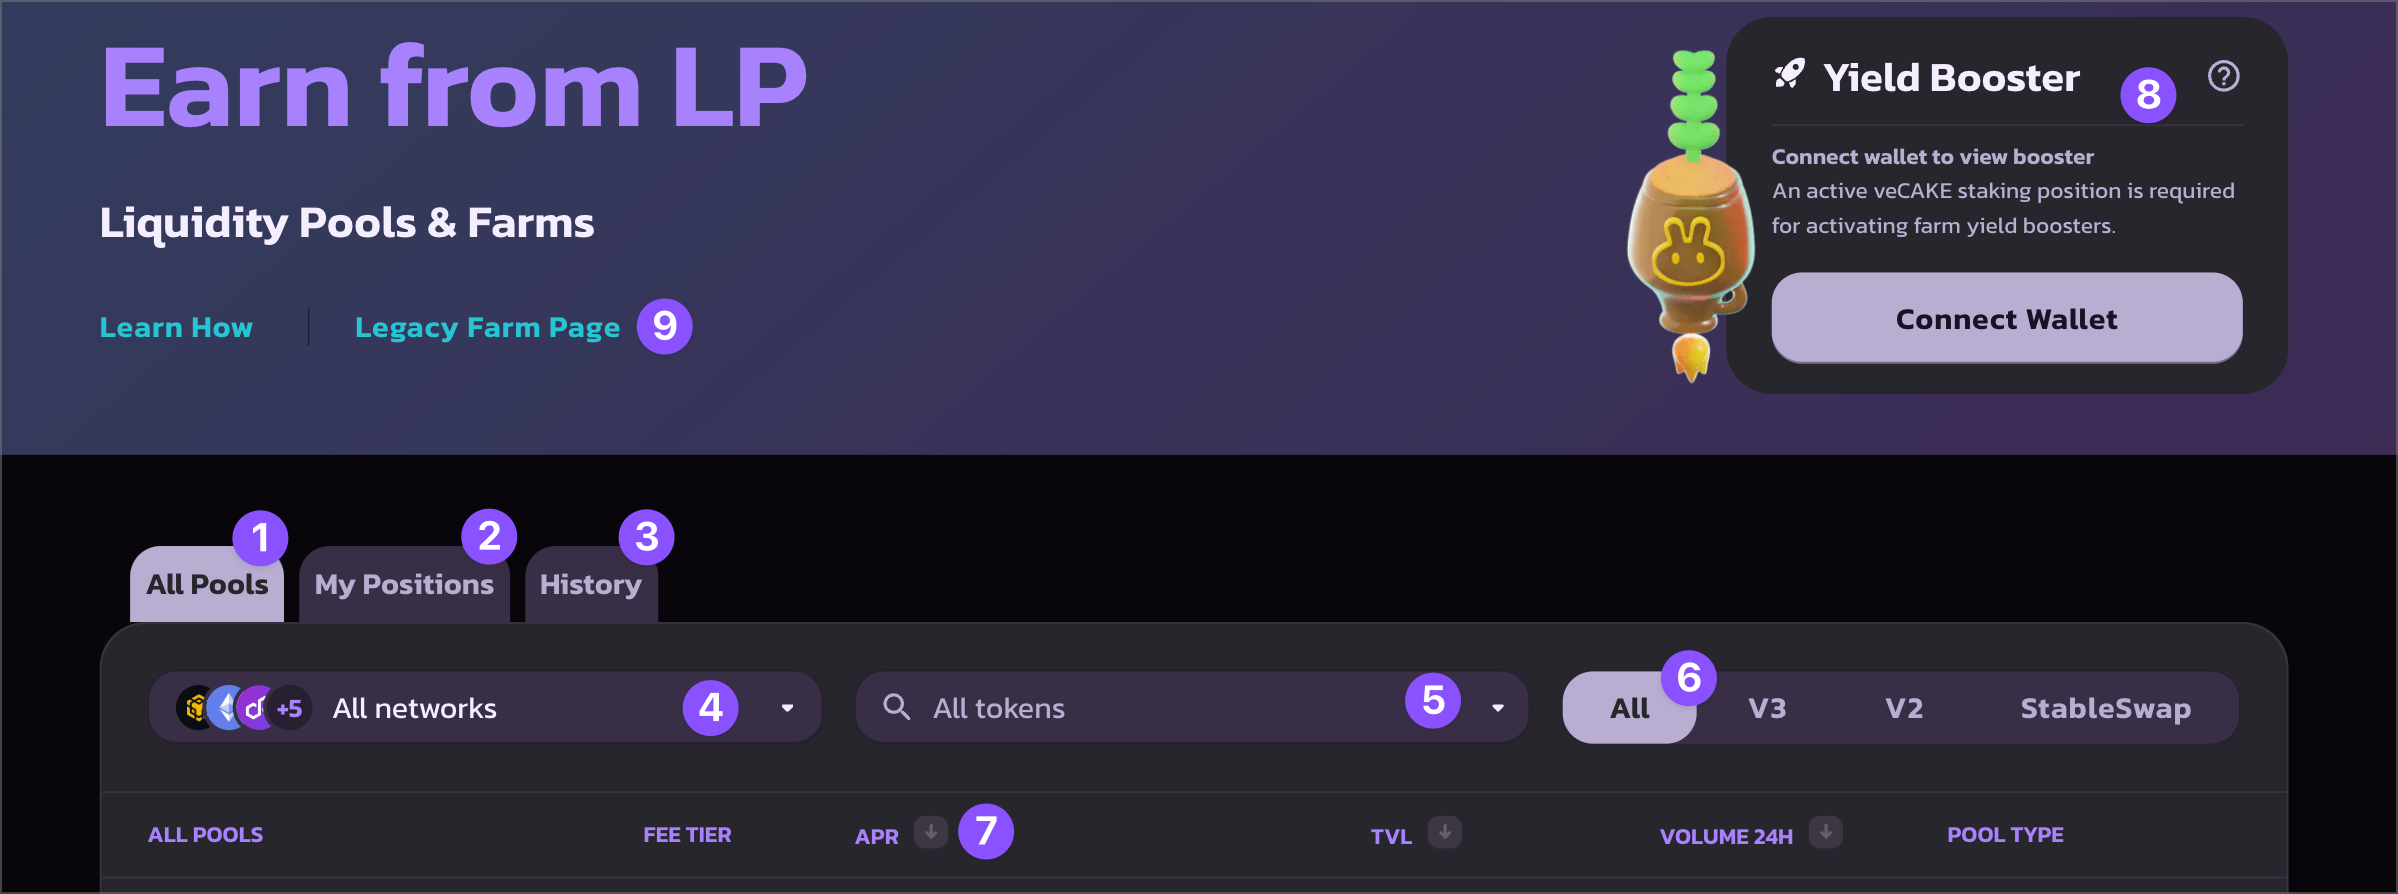 Earn from LP
Liquidity Pools & Farms
Learn How
Legacy Farm Page
9
Yield Booster
8
?
Connect wallet to view booster
An active veCAKE staking position is required
for activating farm yield boosters.
Connect Wallet
1
2
3
All Pools
My Positions
History
+5
All networks
4
All tokens
5
6
All
V3
V2
StableSwap
ALL POOLS
FEE TIER
APR
7
TVL
VOLUME 24H
POOL TYPE